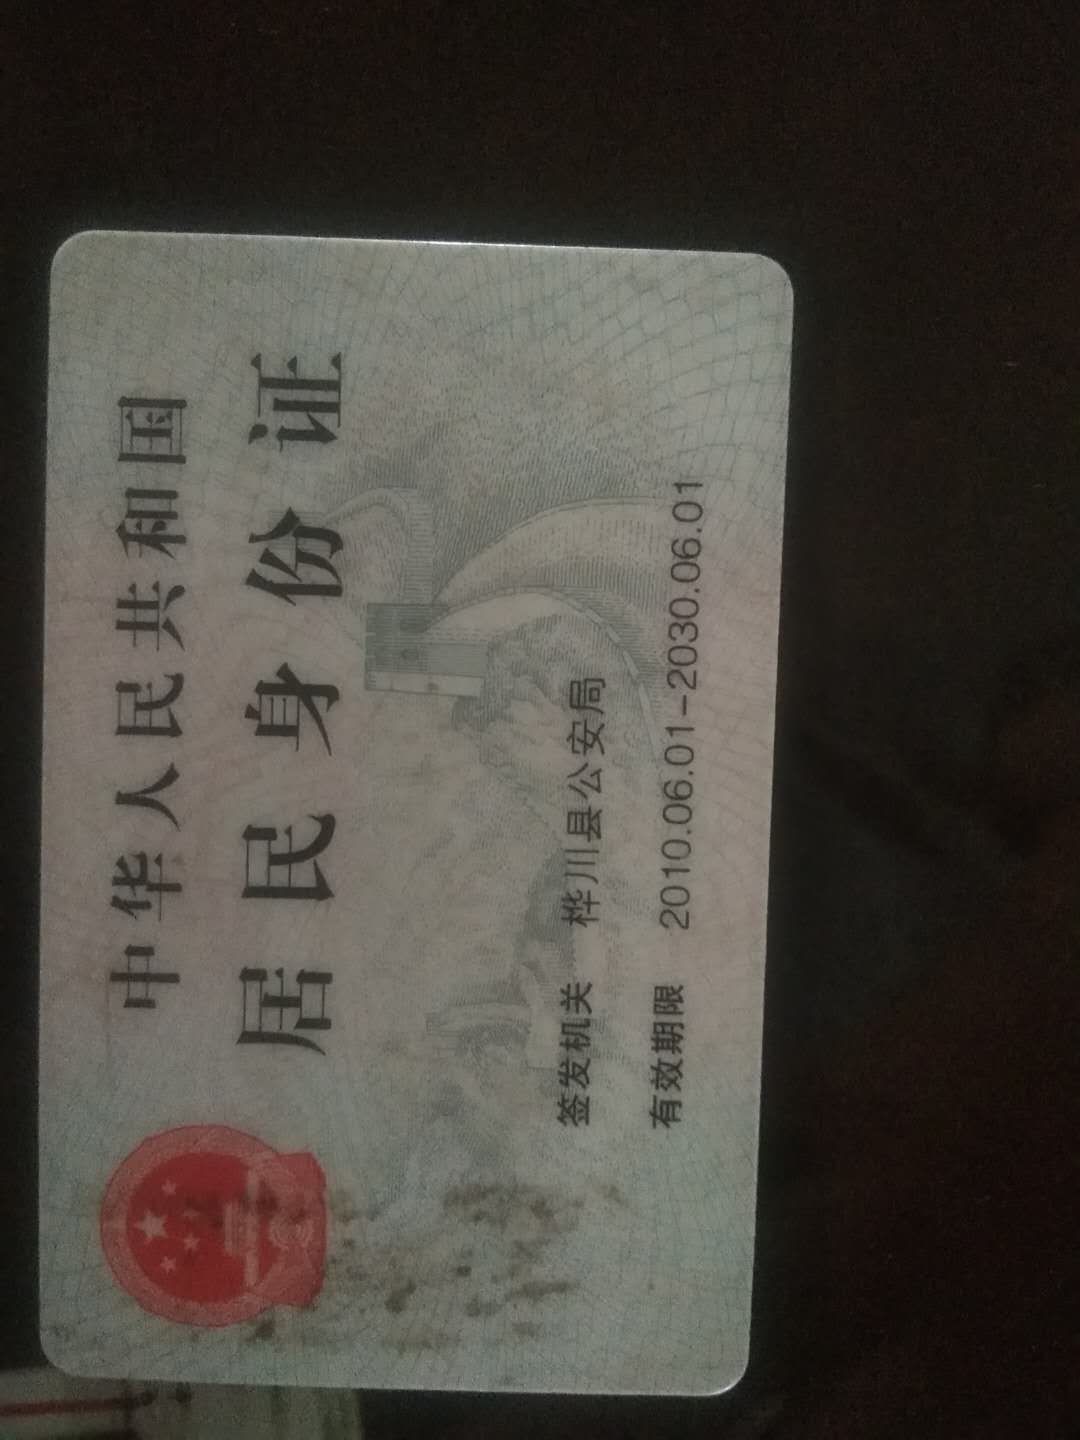 中华人民共和国
居民身份证
签发机关 桦川县公安局
有效期限 2010.06.01-2030.06.01